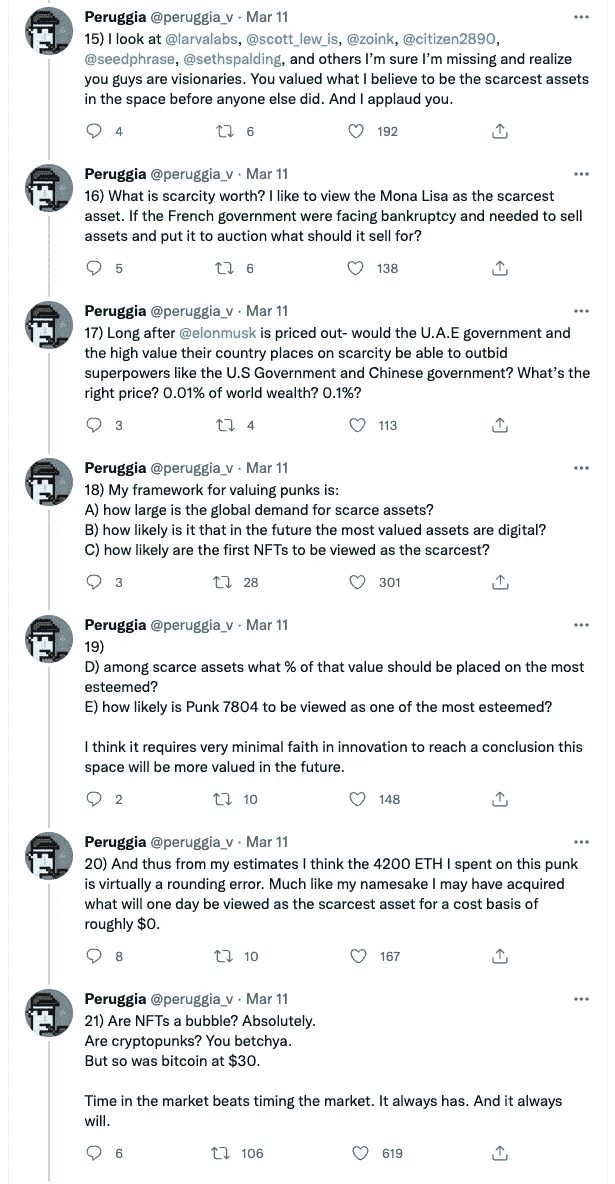 Peruggia @peruggia_v · Mar 11
15) I look at @larvalabs, @scott_lew_is, @zoink, @citizen2890,
@seedphrase, @sethspalding, and others I’m sure I’m missing and realize
you guys are visionaries. You valued what I believe to be the scarcest assets
in the space before anyone else did. And I applaud you.
4 6 192
Peruggia @peruggia_v · Mar 11
16) What is scarcity worth? I like to view the Mona Lisa as the scarcest
asset. If the French government were facing bankruptcy and needed to sell
assets and put it to auction what should it sell for?
5 6 138
Peruggia @peruggia_v · Mar 11
17) Long after @elonmusk is priced out- would the U.A.E government and
the high value their country places on scarcity be able to outbid
superpowers like the U.S Government and Chinese government? What’s the
right price? 0.01% of world wealth? 0.1%?
3 4 113
Peruggia @peruggia_v · Mar 11
18) My framework for valuing punks is:
A) how large is the global demand for scarce assets?
B) how likely is it that in the future the most valued assets are digital?
C) how likely are the first NFTs to be viewed as the scarcest?
3 28 301
Peruggia @peruggia_v · Mar 11
19)
D) among scarce assets what % of that value should be placed on the most
esteemed?
E) how likely is Punk 7804 to be viewed as one of the most esteemed?
I think it requires very minimal faith in innovation to reach a conclusion this
space will be more valued in the future.
2 10 148
Peruggia @peruggia_v · Mar 11
20) And thus from my estimates I think the 4200 ETH I spent on this punk
is virtually a rounding error. Much like my namesake I may have acquired
what will one day be viewed as the scarcest asset for a cost basis of
roughly $0.
8 10 167
Peruggia @peruggia_v · Mar 11
21) Are NFTs a bubble? Absolutely.
Are cryptopunks? You betchya.
But so was bitcoin at $30.
Time in the market beats timing the market. It always has. And it always
will.
6 106 619